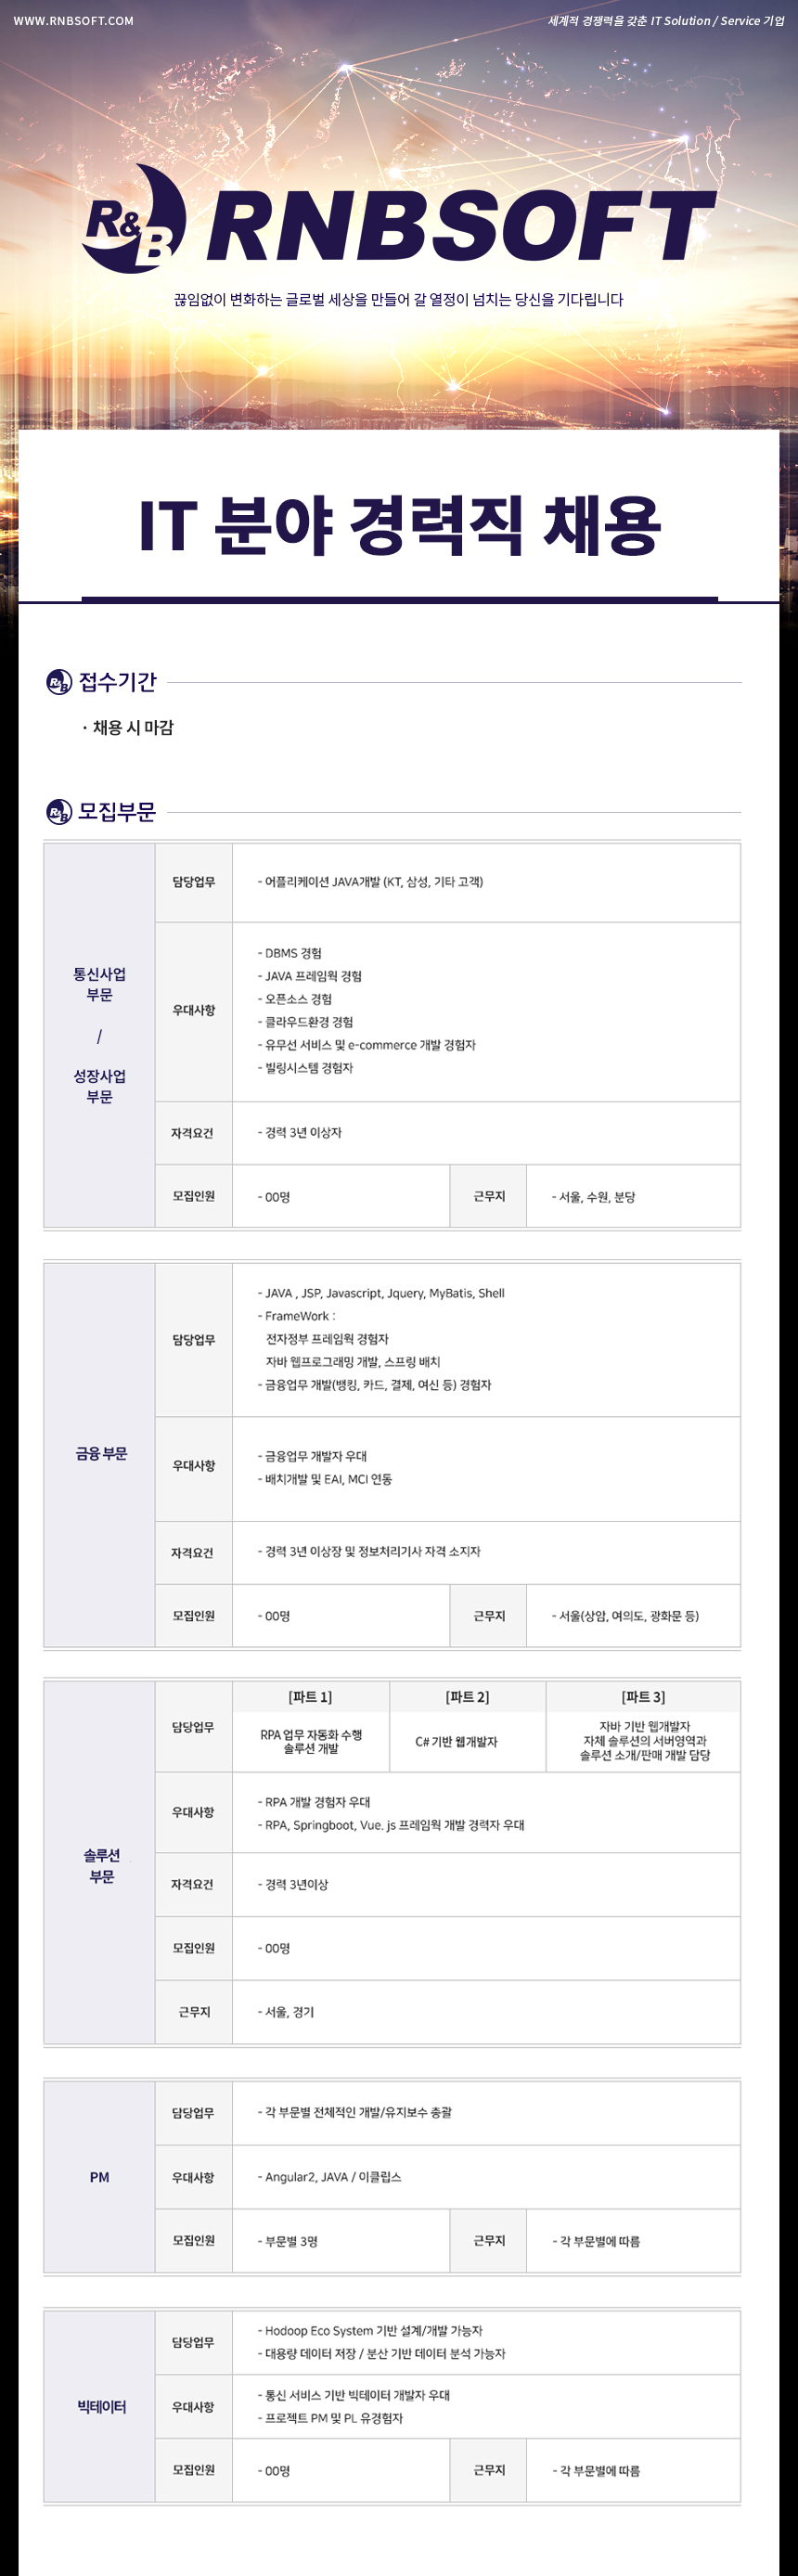 WWW.RNBSOFT.COM
세계적 경쟁력을 갖춘 IT Solution / Service 기업
R&B RNBSOFT
끊임없이 변화하는 글로벌 세상을 만들어 갈 열정이 넘치는 당신을 기다립니다
IT 분야 경력직 채용
R&B 접수기간
· 채용 시 마감
R&B 모집부문
통신사업
부문
/
성장사업
부문
담당업무
- 어플리케이션 JAVA개발 (KT, 삼성, 기타 고객)
우대사항
- DBMS 경험
- JAVA 프레임웍 경험
- 오픈소스 경험
- 클라우드환경 경험
- 유무선 서비스 및 e-commerce 개발 경험자
- 빌링시스템 경험자
자격요건
- 경력 3년 이상자
모집인원
- 00명
근무지
- 서울, 수원, 분당
금융 부문
담당업무
- JAVA , JSP, Javascript, Jquery, MyBatis, Shell
- FrameWork :
전자정부 프레임웍 경험자
자바 웹프로그래밍 개발, 스프링 배치
- 금융업무 개발(뱅킹, 카드, 결제, 여신 등) 경험자
우대사항
- 금융업무 개발자 우대
- 배치개발 및 EAI, MCI 연동
자격요건
- 경력 3년 이상장 및 정보처리기사 자격 소지자
모집인원
- 00명
근무지
- 서울(상암, 여의도, 광화문 등)
솔루션
부문
담당업무
[파트 1]
RPA 업무 자동화 수행
솔루션 개발
[파트 2]
C# 기반 웹개발자
[파트 3]
자바 기반 웹개발자
자체 솔루션의 서버영역과
솔루션 소개/판매 개발 담당
우대사항
- RPA 개발 경험자 우대
- RPA, Springboot, Vue. js 프레임웍 개발 경력자 우대
자격요건
- 경력 3년이상
모집인원
- 00명
근무지
- 서울, 경기
PM
담당업무
- 각 부문별 전체적인 개발/유지보수 총괄
우대사항
- Angular2, JAVA / 이클립스
모집인원
- 부문별 3명
근무지
- 각 부문별에 따름
빅테이터
담당업무
- Hodoop Eco System 기반 설계/개발 가능자
- 대용량 데이터 저장 / 분산 기반 데이터 분석 가능자
우대사항
- 통신 서비스 기반 빅테이터 개발자 우대
- 프로젝트 PM 및 PL 유경험자
모집인원
- 00명
근무지
- 각 부문별에 따름